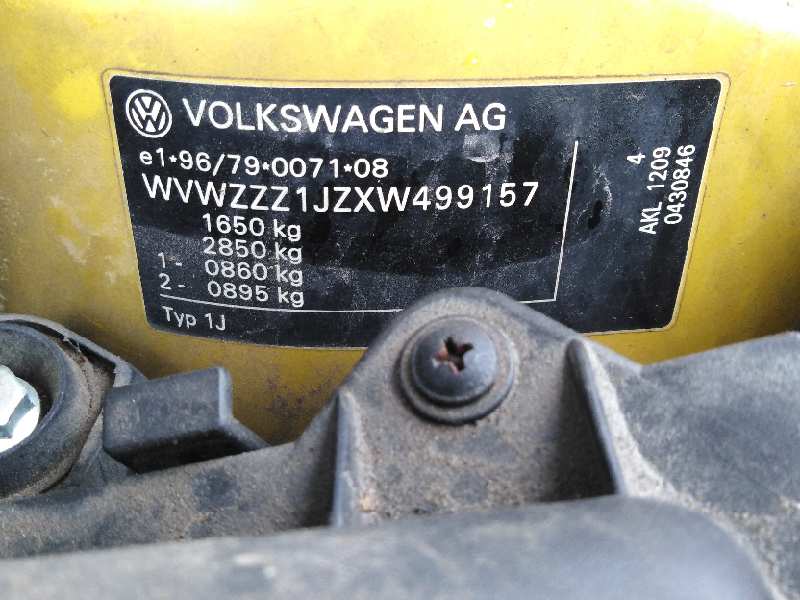 VOLKSWAGEN AG
e1*96/79*0071*08
WVWZZZ1JZXW499157
1650 kg
2850 kg
1- 0860 kg
2- 0895 kg
Typ 1J
4
AKL 1209
0430846